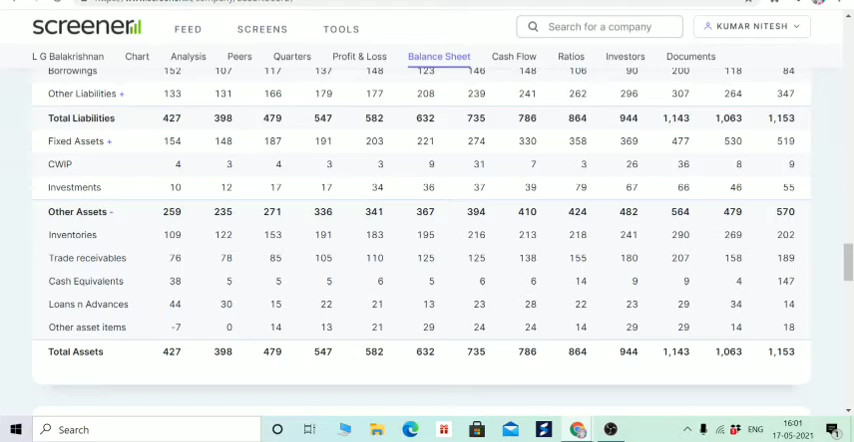 screener
FEED SCREENS TOOLS
Search for a company
KUMAR NITESH
L G Balakrishnan Chart Analysis Peers Quarters Profit & Loss Balance Sheet Cash Flow Ratios Investors Documents
Borrowings 152 107 117 137 148 123 146 148 106 90 200 118 84
Other Liabilities + 133 131 166 179 177 208 239 241 262 296 307 264 347
Total Liabilities 427 398 479 547 582 632 735 786 864 944 1,143 1,063 1,153
Fixed Assets + 154 148 187 191 203 221 274 330 358 369 477 530 519
CWIP 4 3 4 3 3 9 31 7 3 26 36 8 9
Investments 10 12 17 17 34 36 37 39 79 67 66 46 55
Other Assets - 259 235 271 336 341 367 394 410 424 482 564 479 570
Inventories 109 122 153 191 183 195 216 213 218 241 290 269 202
Trade receivables 76 78 85 105 110 125 125 138 155 180 207 158 189
Cash Equivalents 38 5 5 5 6 5 6 6 14 9 9 4 147
Loans n Advances 44 30 15 22 21 13 23 28 22 23 29 34 14
Other asset items -7 0 14 13 21 29 24 24 14 29 29 14 18
Total Assets 427 398 479 547 582 632 735 786 864 944 1,143 1,063 1,153
Search
ENG
16:01
17-05-2021